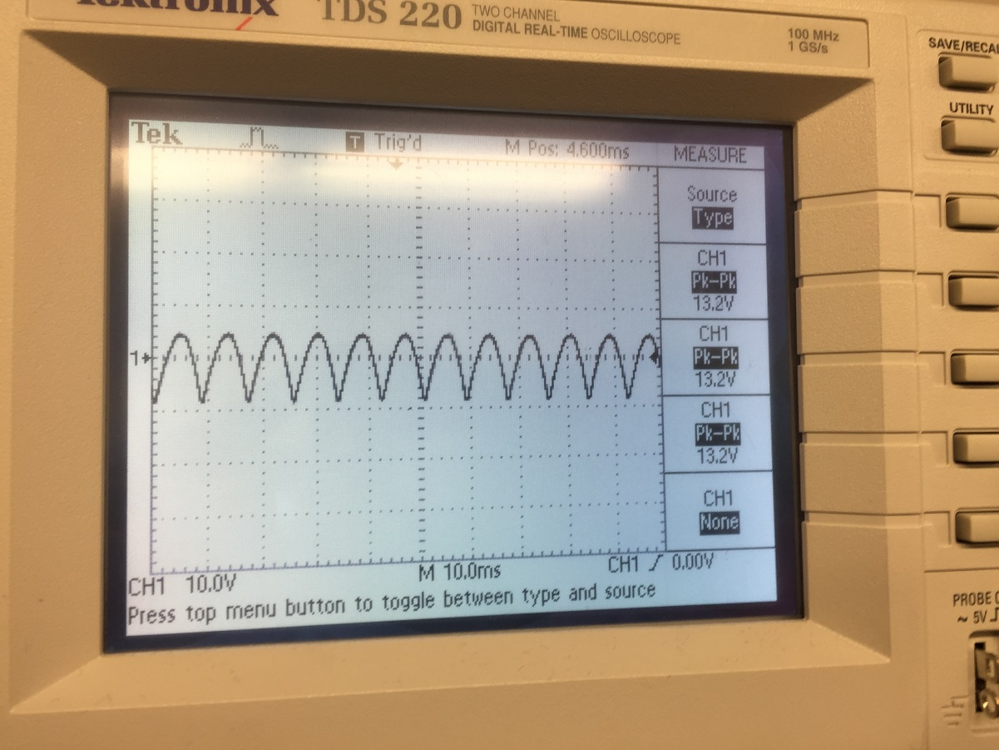 Tektronix TDS 220 TWO CHANNEL
DIGITAL REAL-TIME OSCILLOSCOPE
100 MHz
1 GS/s
SAVE/RECAL
UTILITY
Tek T Trig'd M Pos: 4.600ms MEASURE
Source
Type
CH1
Pk-Pk
13.2V
CH1
Pk-Pk
13.2V
CH1
Pk-Pk
13.2V
CH1
None
1
CH1 10.0V M 10.0ms CH1 0.00V
Press top menu button to toggle between type and source
PROBE
~ 5V